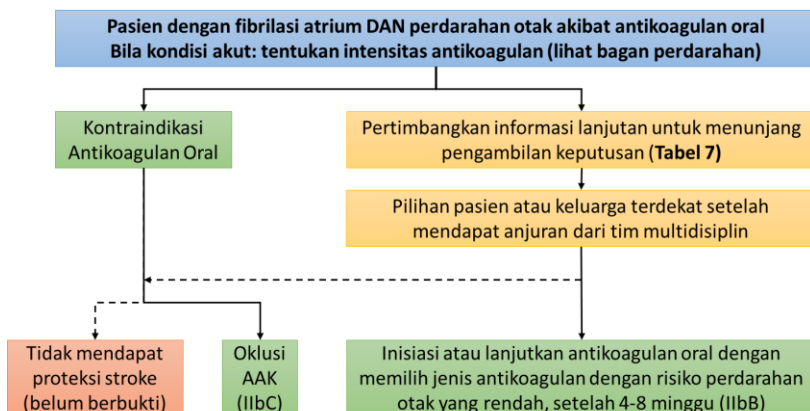 Pasien dengan fibrilasi atrium DAN perdarahan otak akibat antikoagulan oral
Bila kondisi akut: tentukan intensitas antikoagulan (lihat bagan perdarahan)
Kontraindikasi
Antikoagulan Oral
Pertimbangkan informasi lanjutan untuk menunjang
pengambilan keputusan (Tabel 7)
Pilihan pasien atau keluarga terdekat setelah
mendapat anjuran dari tim multidisiplin
Tidak mendapat
proteksi stroke
(belum berbukti)
Oklusi
AAK
(IIbC)
Inisiasi atau lanjutkan antikoagulan oral dengan
memilih jenis antikoagulan dengan risiko perdarahan
otak yang rendah, setelah 4-8 minggu (IIbB)